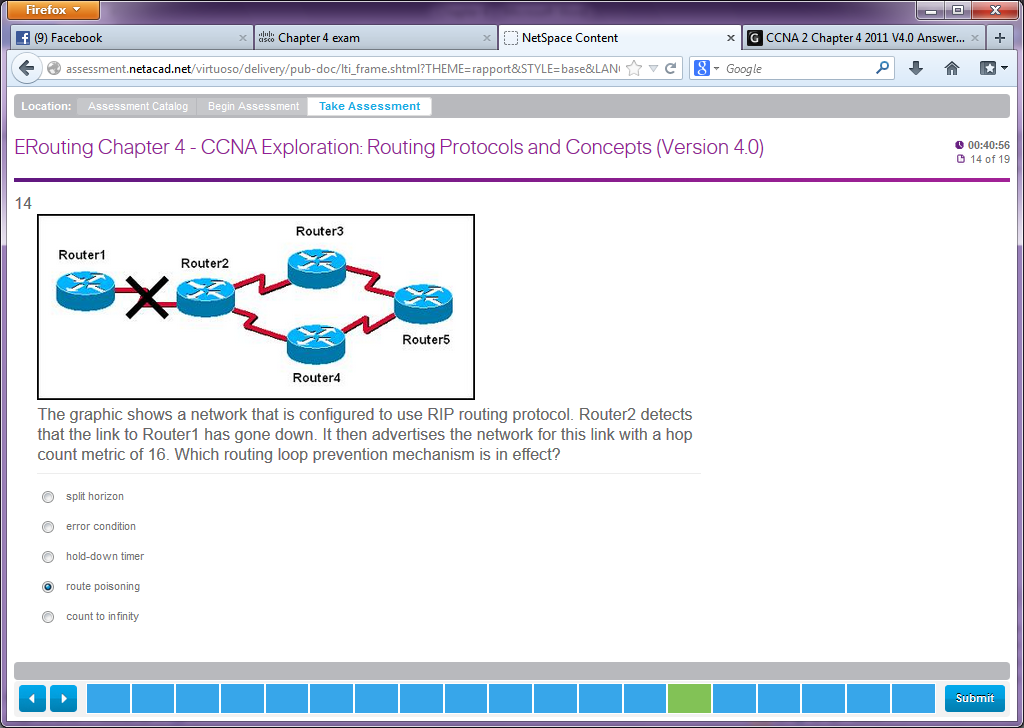 Firefox
(9) Facebook
Chapter 4 exam
NetSpace Content
CCNA 2 Chapter 4 2011 V4.0 Answer...
assessment.netacad.net/virtuoso/delivery/pub-doc/lti_frame.shtml?THEME=rapport&STYLE=base&LAN
Google
Location: Assessment Catalog Begin Assessment Take Assessment
ERouting Chapter 4 - CCNA Exploration: Routing Protocols and Concepts (Version 4.0)
00:40:56
14 of 19
14
Router3
Router1
Router2
Router5
Router4
The graphic shows a network that is configured to use RIP routing protocol. Router2 detects
that the link to Router1 has gone down. It then advertises the network for this link with a hop
count metric of 16. Which routing loop prevention mechanism is in effect?
split horizon
error condition
hold-down timer
route poisoning
count to infinity
Submit